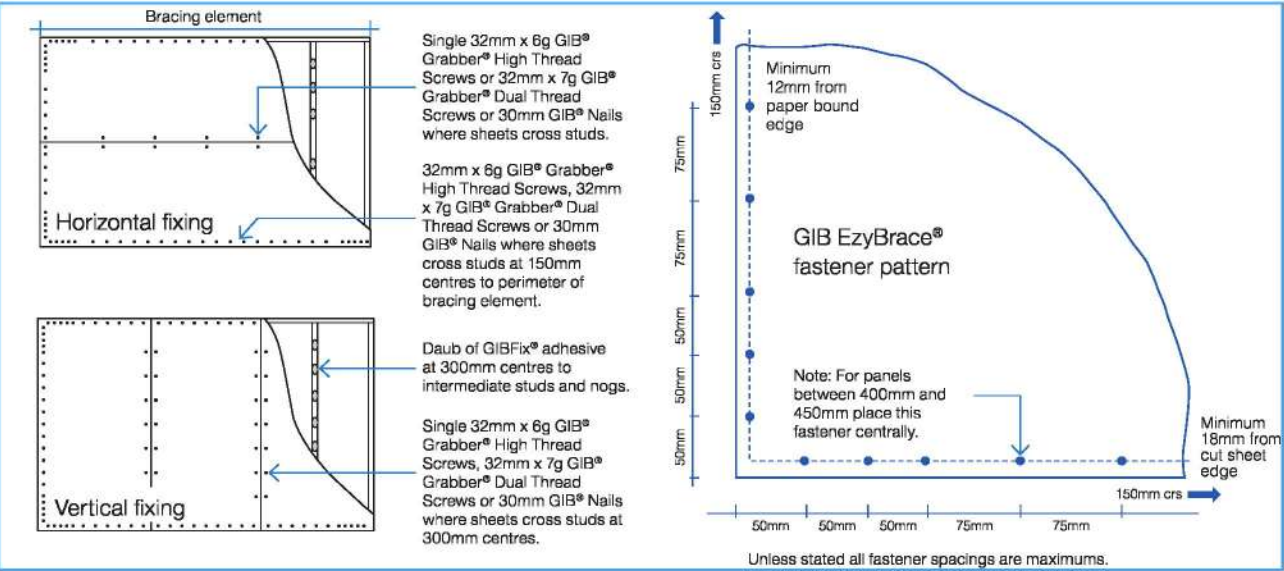 Bracing element
Single 32mm x 6g GIB®
Grabber® High Thread
Screws or 32mm x 7g GIB®
Grabber® Dual Thread
Screws or 30mm GIB® Nails
where sheets cross studs.
32mm x 6g GIB® Grabber®
High Thread Screws, 32mm
x 7g GIB® Grabber® Dual
Thread Screws or 30mm
GIB® Nails where sheets
cross studs at 150mm
centres to perimeter of
bracing element.
Horizontal fixing
Daub of GIBFix® adhesive
at 300mm centres to
intermediate studs and nogs.
Single 32mm x 6g GIB®
Grabber® High Thread
Screws, 32mm x 7g GIB®
Grabber® Dual Thread
Screws or 30mm GIB® Nails
where sheets cross studs at
300mm centres.
Vertical fixing
150mm crs
Minimum
12mm from
paper bound
edge
75mm
75mm
50mm
50mm
50mm
GIB EzyBrace®
fastener pattern
Note: For panels
between 400mm and
450mm place this
fastener centrally.
Minimum
18mm from
cut sheet
edge
150mm crs
50mm
50mm
50mm
75mm
75mm
Unless stated all fastener spacings are maximums.